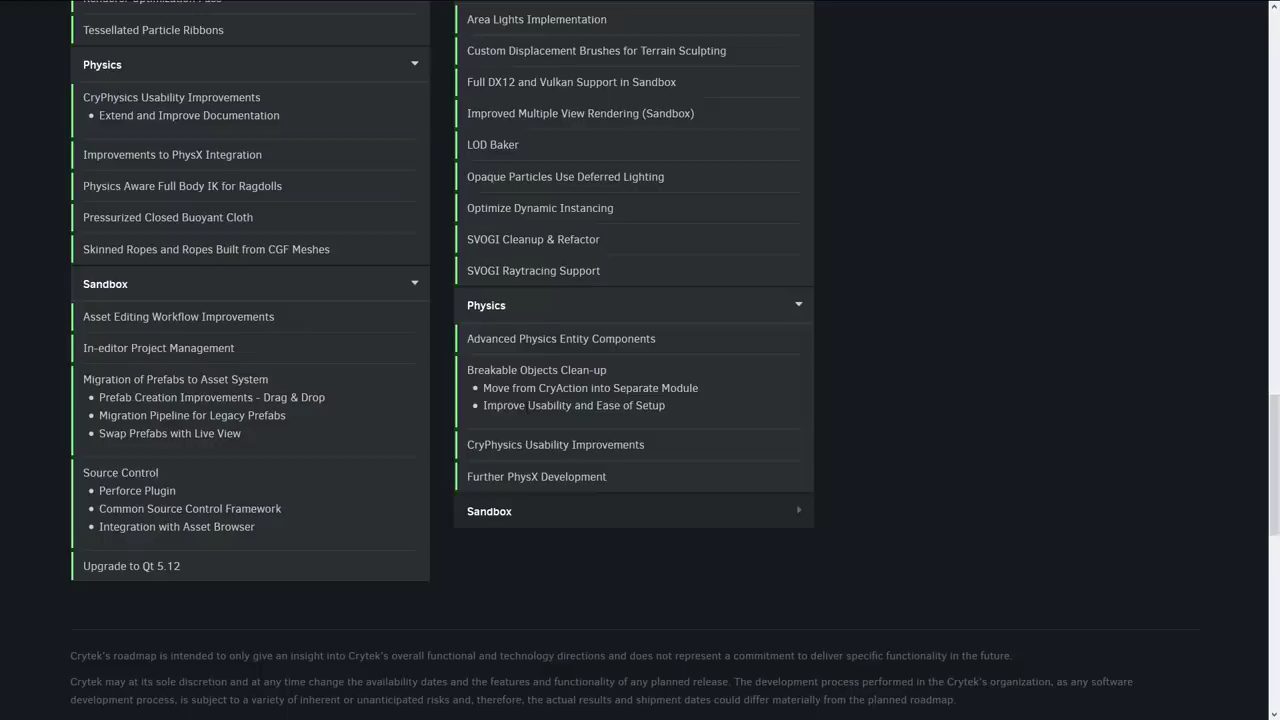 Tessellated Particle Ribbons
Physics
CryPhysics Usability Improvements
Extend and Improve Documentation
Improvements to PhysX Integration
Physics Aware Full Body IK for Ragdolls
Pressurized Closed Buoyant Cloth
Skinned Ropes and Ropes Built from CGF Meshes
Sandbox
Asset Editing Workflow Improvements
In-editor Project Management
Migration of Prefabs to Asset System
Prefab Creation Improvements - Drag & Drop
Migration Pipeline for Legacy Prefabs
Swap Prefabs with Live View
Source Control
Perforce Plugin
Common Source Control Framework
Integration with Asset Browser
Upgrade to Qt 5.12
Area Lights Implementation
Custom Displacement Brushes for Terrain Sculpting
Full DX12 and Vulkan Support in Sandbox
Improved Multiple View Rendering (Sandbox)
LOD Baker
Opaque Particles Use Deferred Lighting
Optimize Dynamic Instancing
SVOGI Cleanup & Refactor
SVOGI Raytracing Support
Physics
Advanced Physics Entity Components
Breakable Objects Clean-up
Move from CryAction into Separate Module
Improve Usability and Ease of Setup
CryPhysics Usability Improvements
Further PhysX Development
Sandbox
Crytek's roadmap is intended to only give an insight into Crytek's overall functional and technology directions and does not represent a commitment to deliver specific functionality in the future.
Crytek may at its sole discretion and at any time change the availability dates and the features and functionality of any planned release. The development process performed in the Crytek's organization, as any software
development process, is subject to a variety of inherent or unanticipated risks and, therefore, the actual results and shipment dates could differ materially from the planned roadmap.